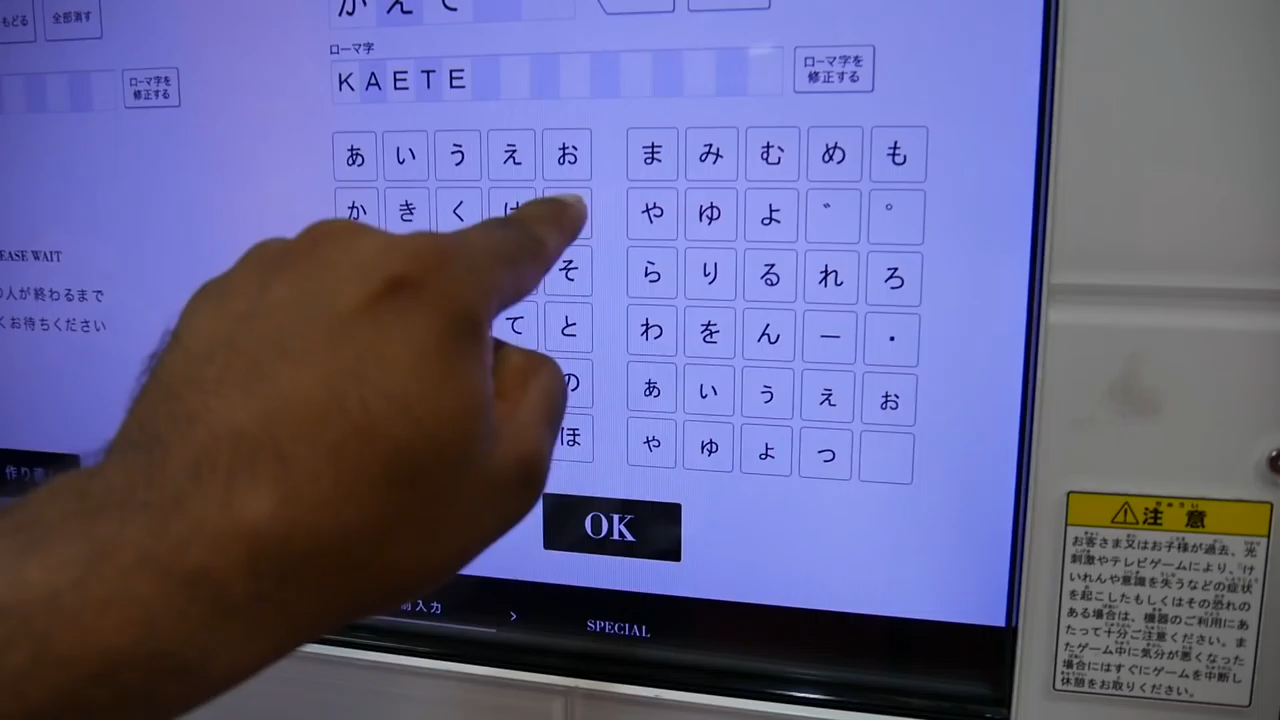 もどる
全部消す
かえて
ローマ字
KAETE
ローマ字を
修正する
ローマ字を
修正する
あ い う え お
か き く け
そ
て と
の
ほ
ま み む め も
や ゆ よ ゛ ゜
ら り る れ ろ
わ を ん ー ・
ぁ ぃ ぅ ぇ ぉ
ゃ ゅ ょ っ
EASE WAIT
人が終わるまで
くお待ちください
作り直
OK
前入力
>
SPECIAL
注意
お客さま又はお子様が過去、光
刺激やテレビゲームにより、『け
いれんや意識を失うなどの症状
を起こしたもしくはその恐れの
ある場合は、機器のご利用にあ
たって十分ご注意ください。ま
たゲーム中に気分が悪くなった
場合にはすぐにゲームを中断し
休憩をお取りください。